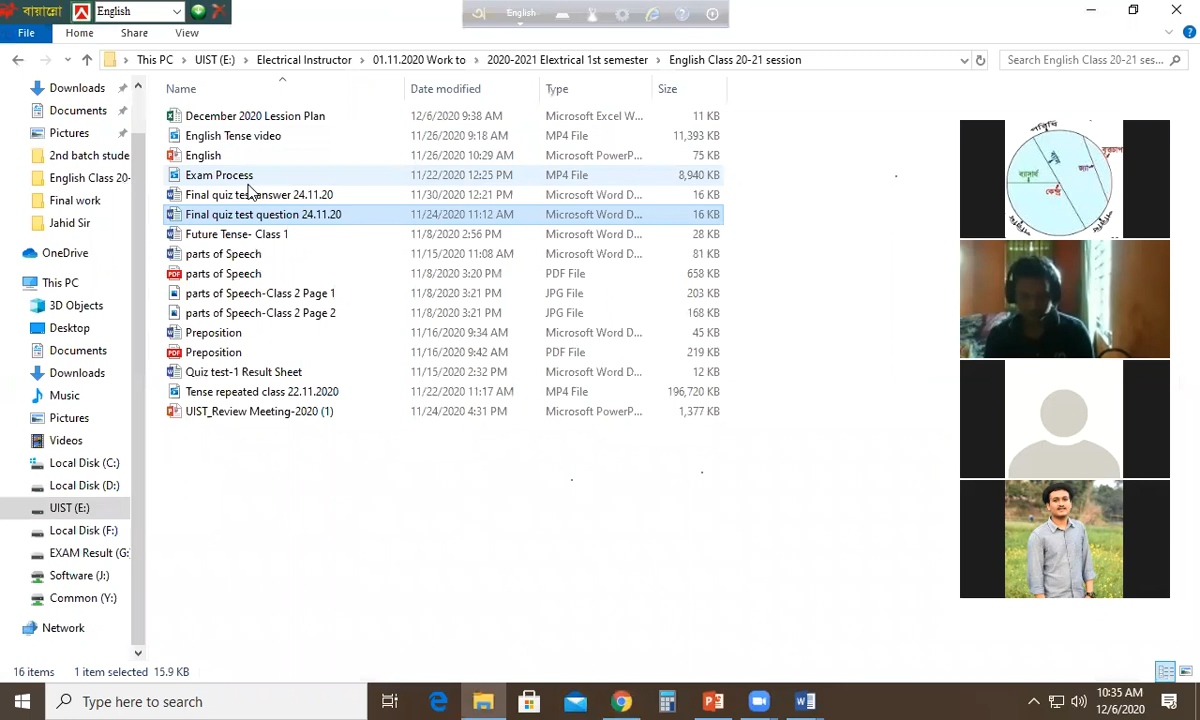 বায়ান্নো English
English
File Home Share View
This PC UIST (E:) Electrical Instructor 01.11.2020 Work to 2020-2021 Elextrical 1st semester English Class 20-21 session Search English Class 20-21 ses...
Name Date modified Type Size
December 2020 Lession Plan 12/6/2020 9:38 AM Microsoft Excel W... 11 KB
English Tense video 11/26/2020 9:18 AM MP4 File 11,393 KB
English 11/26/2020 10:29 AM Microsoft PowerP... 75 KB
Exam Process 11/22/2020 12:25 PM MP4 File 8,940 KB
Final quiz test answer 24.11.20 11/30/2020 12:21 PM Microsoft Word D... 16 KB
Final quiz test question 24.11.20 11/24/2020 11:12 AM Microsoft Word D... 16 KB
Future Tense- Class 1 11/8/2020 2:56 PM Microsoft Word D... 28 KB
parts of Speech 11/15/2020 11:08 AM Microsoft Word D... 81 KB
parts of Speech 11/8/2020 3:20 PM PDF File 658 KB
parts of Speech-Class 2 Page 1 11/8/2020 3:21 PM JPG File 203 KB
parts of Speech-Class 2 Page 2 11/8/2020 3:21 PM JPG File 168 KB
Preposition 11/16/2020 9:34 AM Microsoft Word D... 45 KB
Preposition 11/16/2020 9:42 AM PDF File 219 KB
Quiz test-1 Result Sheet 11/15/2020 2:32 PM Microsoft Word D... 12 KB
Tense repeated class 22.11.2020 11/22/2020 11:17 AM MP4 File 196,720 KB
UIST_Review Meeting-2020 (1) 11/24/2020 4:31 PM Microsoft PowerP... 1,377 KB
Downloads
Documents
Pictures
2nd batch stude
English Class 20-
Final work
Jahid Sir
OneDrive
This PC
3D Objects
Desktop
Documents
Downloads
Music
Pictures
Videos
Local Disk (C:)
Local Disk (D:)
UIST (E:)
Local Disk (F:)
EXAM Result (G:
Software (J:)
Common (Y:)
Network
পরিধি
ব্যাস
ব্যাসার্ধ
জ্যা
কেন্দ্র
16 items 1 item selected 15.9 KB
Type here to search
10:35 AM
12/6/2020